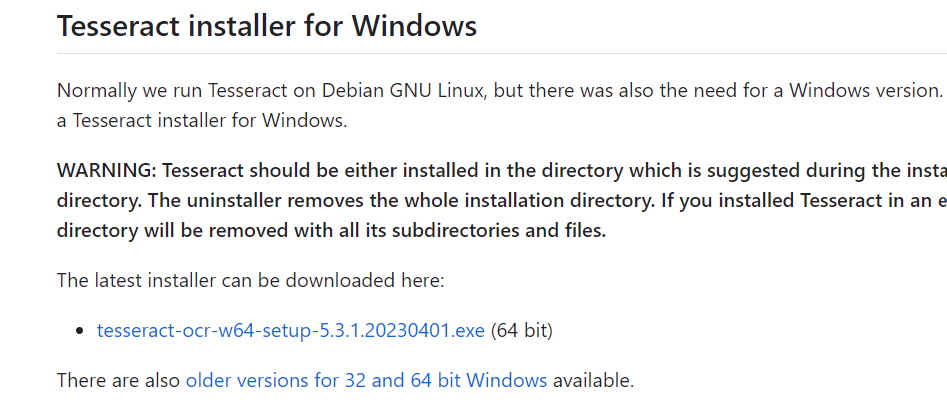 Tesseract installer for Windows
Normally we run Tesseract on Debian GNU Linux, but there was also the need for a Windows version.
a Tesseract installer for Windows.
WARNING: Tesseract should be either installed in the directory which is suggested during the insta
directory. The uninstaller removes the whole installation directory. If you installed Tesseract in an e
directory will be removed with all its subdirectories and files.
The latest installer can be downloaded here:
• tesseract-ocr-w64-setup-5.3.1.20230401.exe (64 bit)
There are also older versions for 32 and 64 bit Windows available.